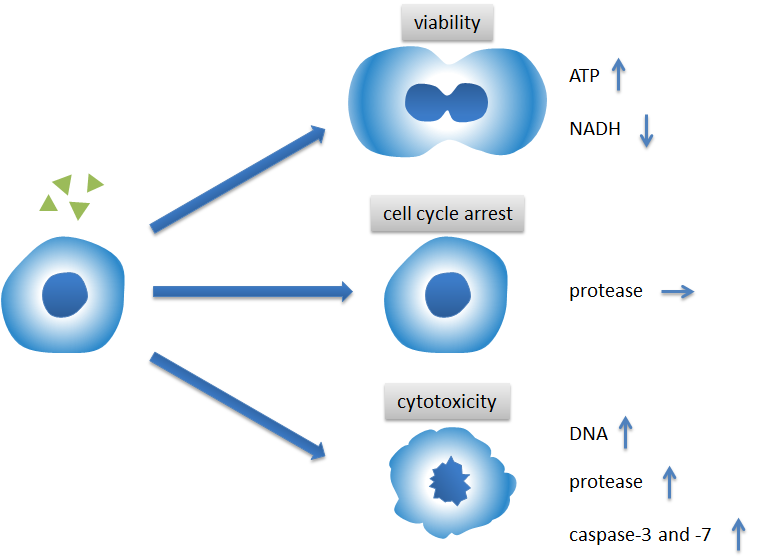 viability
ATP
NADH
cell cycle arrest
protease
cytotoxicity
DNA
protease
caspase-3 and -7